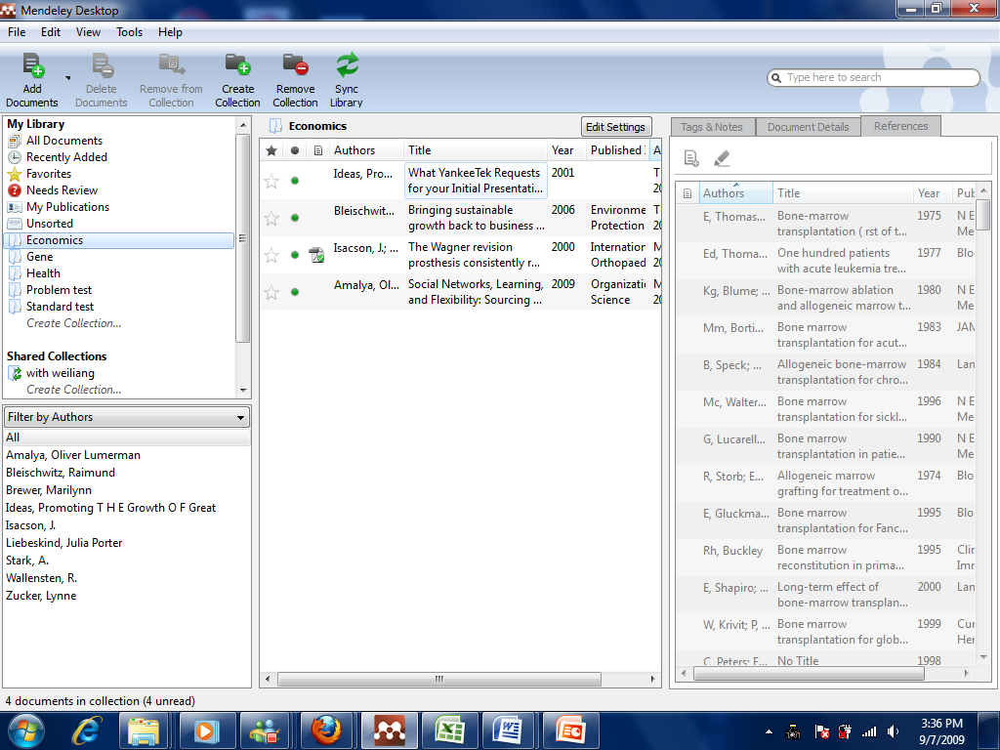 Mendeley Desktop
File Edit View Tools Help
Add Documents
Delete Documents
Remove from Collection
Create Collection
Remove Collection
Sync Library
Type here to search
My Library
All Documents
Recently Added
Favorites
Needs Review
My Publications
Unsorted
Economics
Gene
Health
Problem test
Standard test
Create Collection...
Shared Collections
with weiliang
Create Collection...
Filter by Authors
All
Amalya, Oliver Lumerman
Bleischwitz, Raimund
Brewer, Marilynn
Ideas, Promoting T H E Growth O F Great
Isacson, J.
Liebeskind, Julia Porter
Stark, A.
Wallensten, R.
Zucker, Lynne
4 documents in collection (4 unread)
Economics
Edit Settings
Authors Title Year Published I A
Ideas, Pro... What YankeeTek Requests 2001 T
for your Initial Presentati... 20
Bleischwit... Bringing sustainable 2006 Environme T
growth back to business ... Protection 20
Isacson, J.; ... The Wagner revision 2000 Internation M
prosthesis consistently r... Orthopaed 20
Amalya, Ol... Social Networks, Learning, 2009 Organizatio M
and Flexibility: Sourcing ... Science 20
Tags & Notes Document Details References
Authors Title Year Pub
E, Thomas... Bone-marrow 1975 N E
transplantation ( rst of t... Me
Ed, Thoma... One hundred patients 1977 Blo
with acute leukemia tre...
Kg, Blume; ... Bone-marrow ablation 1980 N E
and allogeneic marrow t... Me
Mm, Borti... Bone marrow 1983 JAM
transplantation for acut...
B, Speck; ... Allogeneic bone-marrow 1984 Lan
transplantation for chro...
Mc, Walter... Bone marrow 1996 N E
transplantation for sickl... Me
G, Lucarell... Bone marrow 1990 N E
transplantation in patie... Me
R, Storb; E... Allogeneic marrow 1974 Blo
grafting for treatment o...
E, Gluckma... Bone marrow 1995 Blo
transplantation for Fanc...
Rh, Buckley Bone marrow 1995 Clin
reconstitution in prima... Imr
E, Shapiro; ... Long-term effect of 2000 Lan
bone-marrow transplan...
W, Krivit; P, ... Bone marrow 1999 Cur
transplantation for glob... Her
C, Peters; E... No Title 1998
3:36 PM
9/7/2009